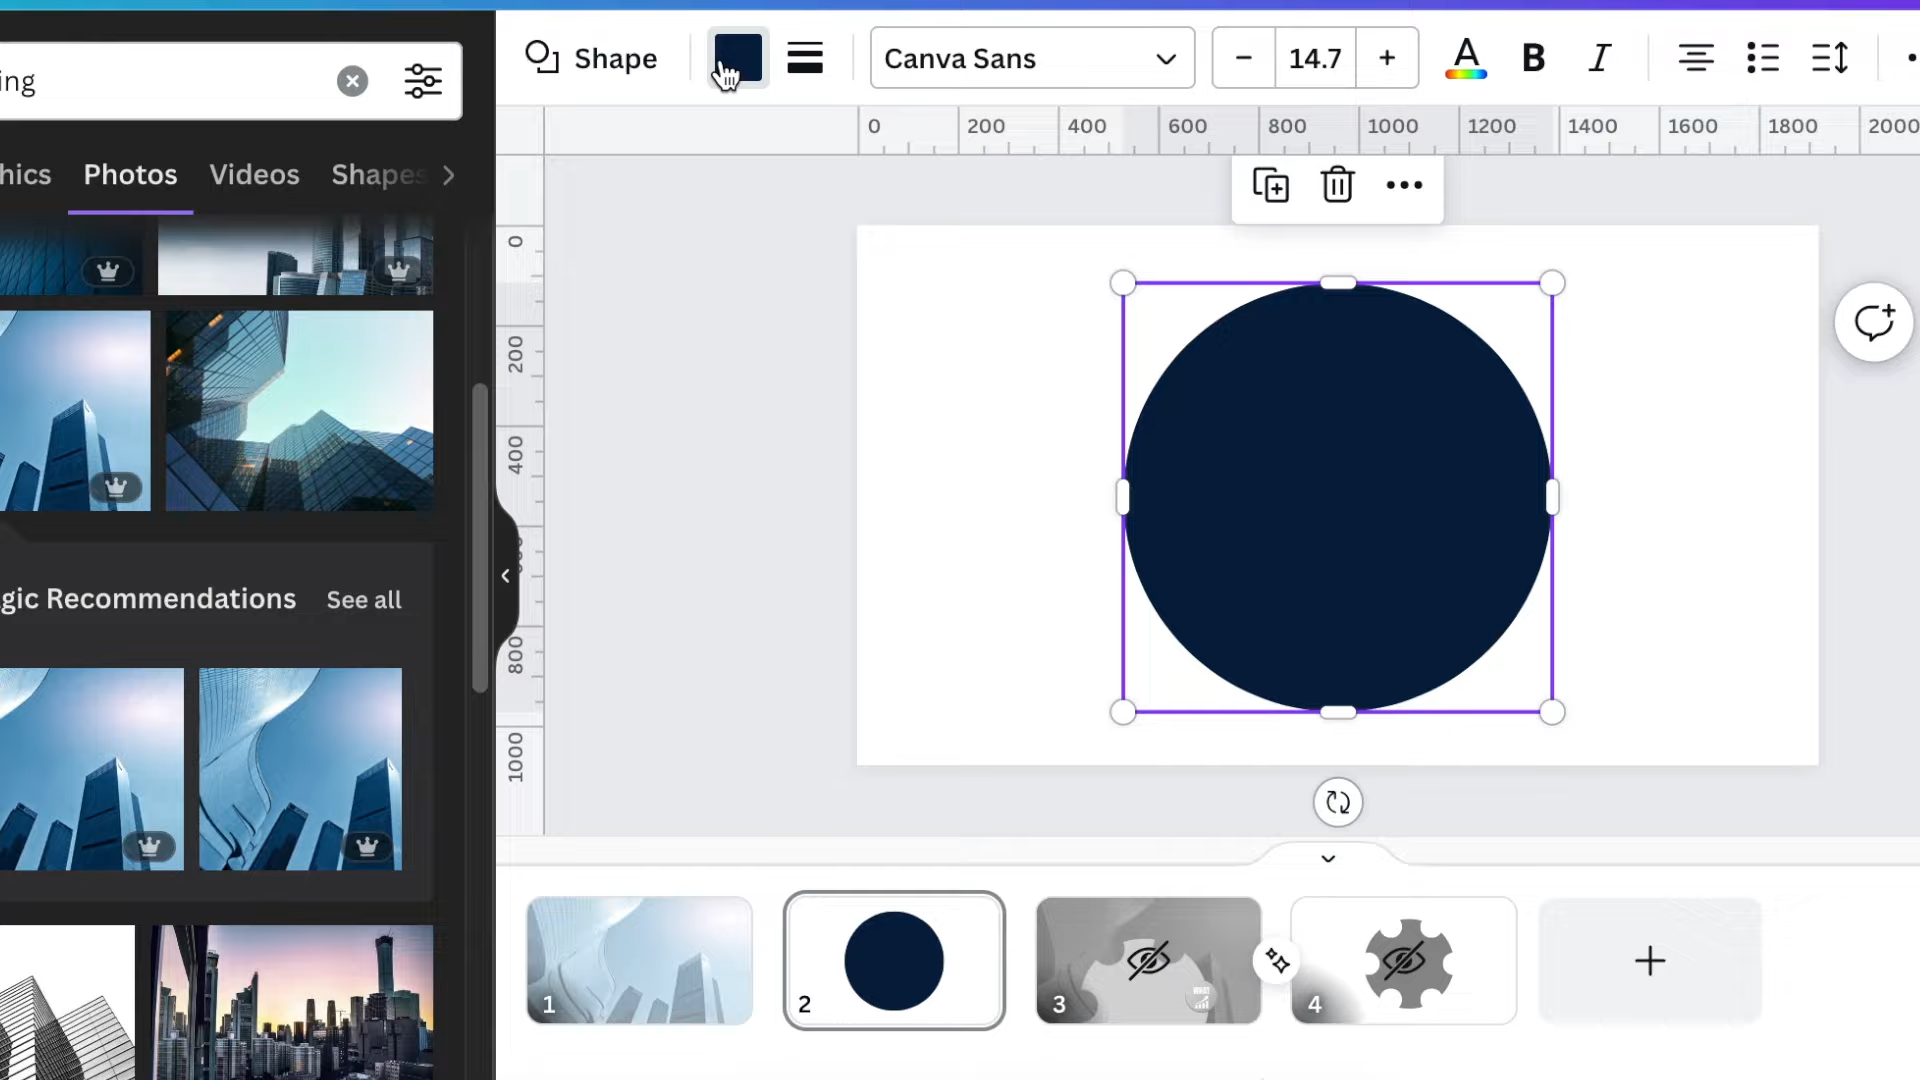 ing
Shape
Canva Sans
14.7
A
B
I
hics
Photos
Videos
Shapes
0
200
400
600
800
1000
1200
1400
1600
1800
2000
0
200
400
800
1000
gic Recommendations
See all
1
2
3
WHAT
4